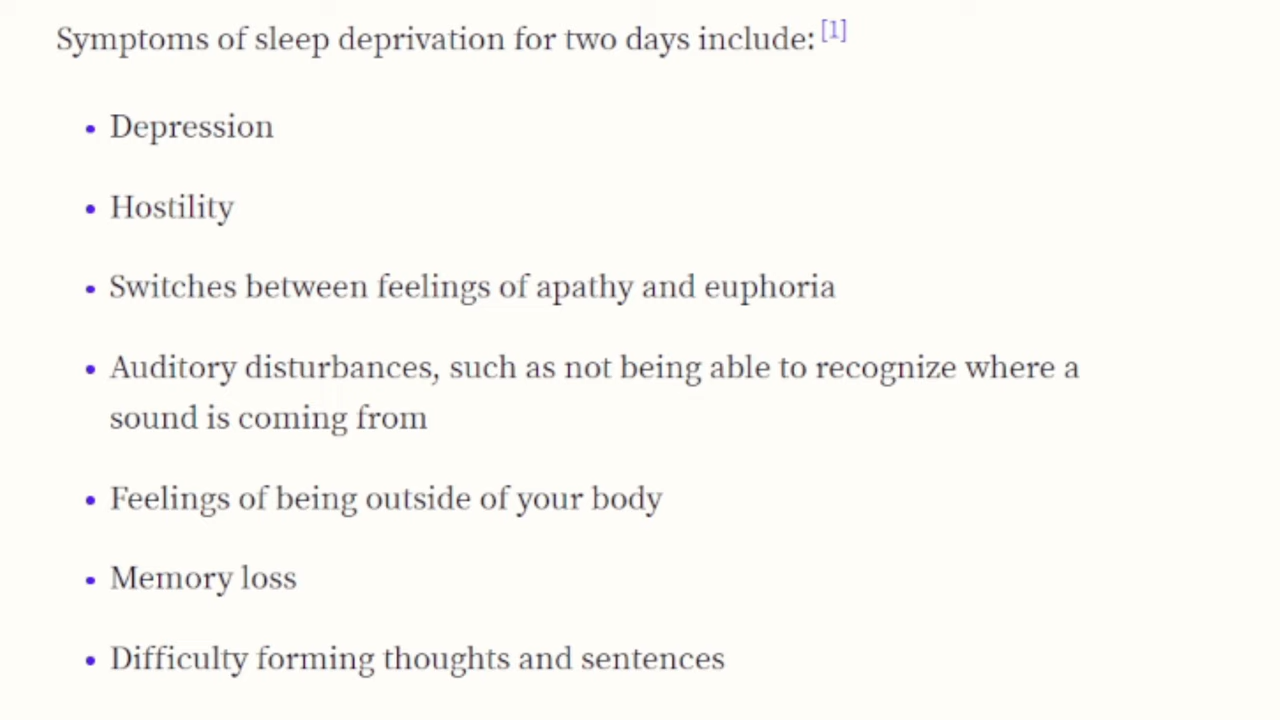 Symptoms of sleep deprivation for two days include: [1]
• Depression
• Hostility
• Switches between feelings of apathy and euphoria
• Auditory disturbances, such as not being able to recognize where a
sound is coming from
• Feelings of being outside of your body
• Memory loss
• Difficulty forming thoughts and sentences